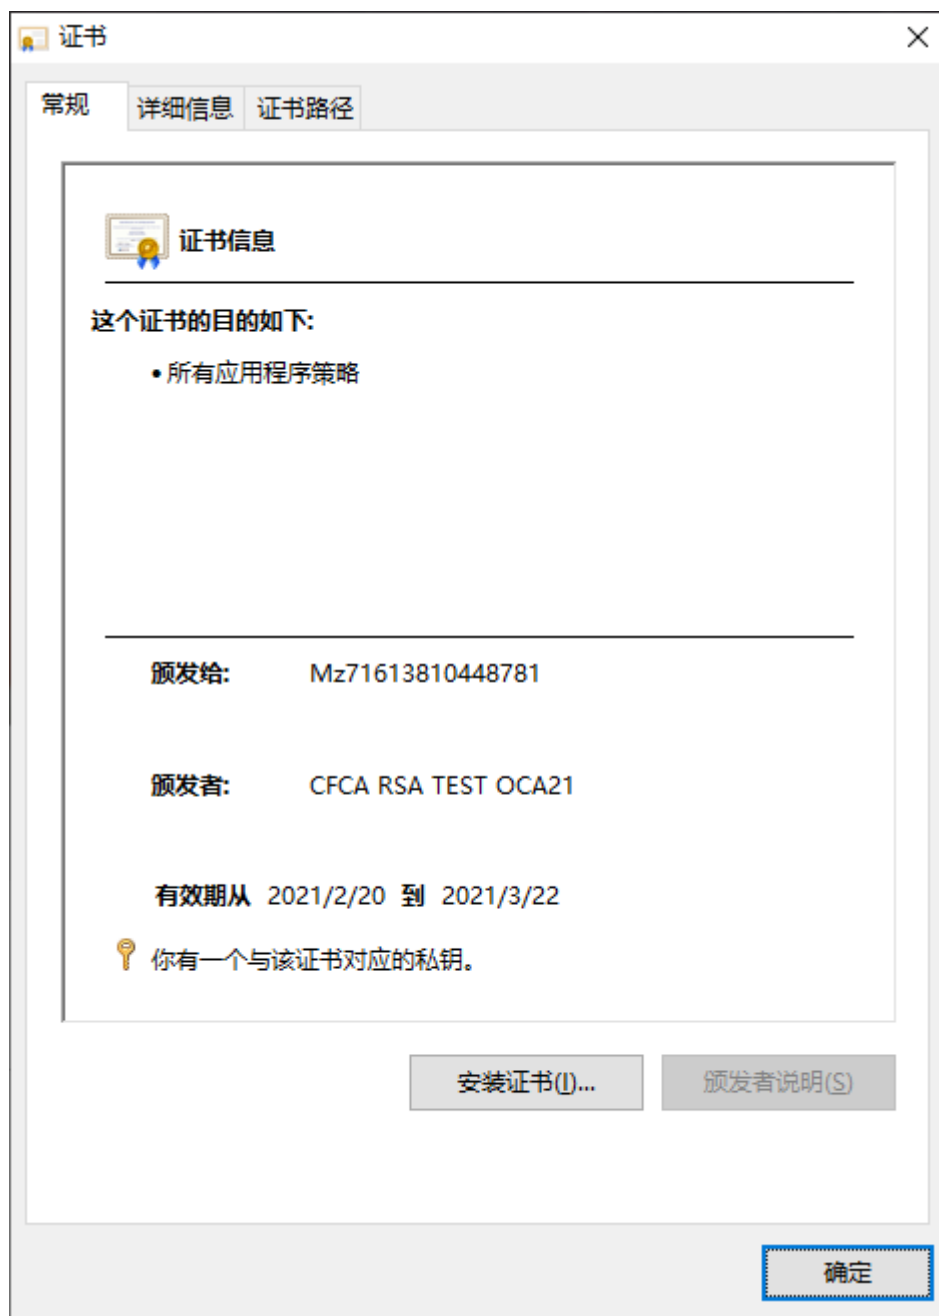 证书
常规 详细信息 证书路径
证书信息
这个证书的目的如下:
• 所有应用程序策略
颁发给: Mz71613810448781
颁发者: CFCA RSA TEST OCA21
有效期从 2021/2/20 到 2021/3/22
你有一个与该证书对应的私钥。
安装证书(I)... 颁发者说明(S)
确定